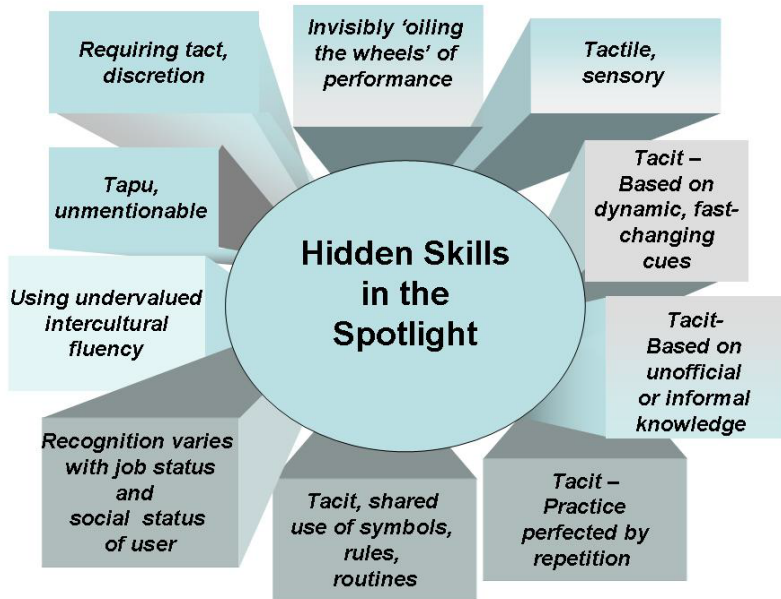 Hidden Skills
in the
Spotlight
Requiring tact,
discretion
Invisibly ‘oiling
the wheels’ of
performance
Tactile,
sensory
Tacit –
Based on
dynamic, fast-
changing
cues
Tacit-
Based on
unofficial
or informal
knowledge
Tacit –
Practice
perfected by
repetition
Tacit, shared
use of symbols,
rules,
routines
Recognition varies
with job status
and
social status
of user
Using undervalued
intercultural
fluency
Tapu,
unmentionable